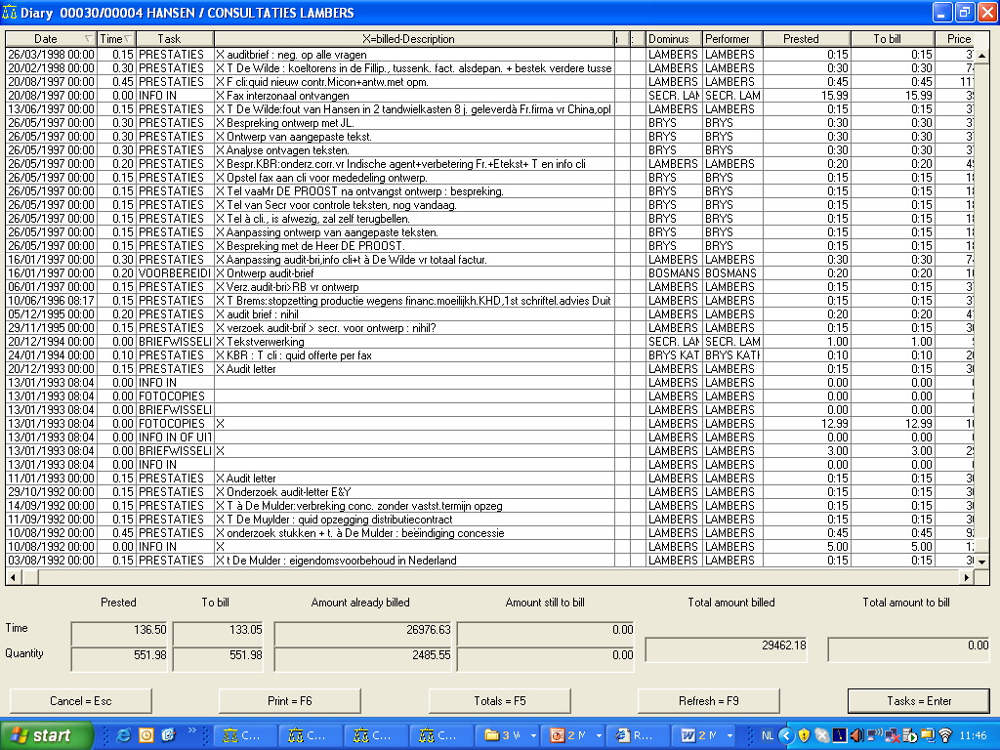 Diary 00030/00004 HANSEN / CONSULTATIES LAMBERS
Date Time Task X=billed-Description Dominus Performer Prested To bill Price
26/03/1998 00:00 0.15 PRESTATIES X auditbrief : neg. op alle vragen LAMBERS LAMBERS 0:15 0:15
20/02/1998 00:00 0.30 PRESTATIES X T De Wilde : koeltorens in de Fillip., tussenk. fact. alsdepan. + bestek verdere tusse LAMBERS LAMBERS 0:30 0:30
20/08/1997 00:00 0.45 PRESTATIES X F cli:quid nieuw contr.Micon+antw.met opm. LAMBERS LAMBERS 0:45 0:45
20/08/1997 00:00 0.00 INFO IN X Fax interzonaal ontvangen SECR. LAM SECR. LAM 15.99 15.99
13/06/1997 00:00 0.15 PRESTATIES X T De Wilde:fout van Hansen in 2 tandwielkasten 8 j. geleverdà Fr.firma vr China,opl LAMBERS LAMBERS 0:15 0:15
26/05/1997 00:00 0.30 PRESTATIES X Bespreking ontwerp met JL. BRYS BRYS 0:30 0:30
26/05/1997 00:00 0.30 PRESTATIES X Ontwerp van aangepaste tekst. BRYS BRYS 0:30 0:30
26/05/1997 00:00 0.30 PRESTATIES X Analyse ontvagen teksten. BRYS BRYS 0:30 0:30
26/05/1997 00:00 0.20 PRESTATIES X Bespr.KBR:onderz.corr.vr Indische agent+verbetering Fr.+Etekst+ T en info cli LAMBERS LAMBERS 0:20 0:20
26/05/1997 00:00 0.15 PRESTATIES X Opstel fax aan cli voor mededeling ontwerp. BRYS BRYS 0:15 0:15
26/05/1997 00:00 0.15 PRESTATIES X Tel vaaMr DE PROOST na ontvangst ontwerp : bespreking. BRYS BRYS 0:15 0:15
26/05/1997 00:00 0.15 PRESTATIES X Tel van Secr voor controle teksten, nog vandaag. BRYS BRYS 0:15 0:15
26/05/1997 00:00 0.15 PRESTATIES X Tel à cli., is afwezig, zal zelf terugbellen. BRYS BRYS 0:15 0:15
26/05/1997 00:00 0.15 PRESTATIES X Aanpassing ontwerp van aangepaste teksten. BRYS BRYS 0:15 0:15
26/05/1997 00:00 0.15 PRESTATIES X Bespreking met de Heer DE PROOST. BRYS BRYS 0:15 0:15
16/01/1997 00:00 0.30 PRESTATIES X Aanpassing audit-bri,info cli+t à De Wilde vr totaal factur. LAMBERS LAMBERS 0:30 0:30
16/01/1997 00:00 0.20 VOORBEREIDI X Ontwerp audit-brief BOSMANS BOSMANS 0:20 0:20
06/01/1997 00:00 0.15 PRESTATIES X Verz.audit-bri>RB vr ontwerp LAMBERS LAMBERS 0:15 0:15
10/06/1996 08:17 0.15 PRESTATIES X T Brems:stopzetting productie wegens financ.moeilijkh.KHD,1st schriftel.advies Duit LAMBERS LAMBERS 0:15 0:15
05/12/1995 00:00 0.20 PRESTATIES X audit brief : nihil LAMBERS LAMBERS 0:20 0:20
29/11/1995 00:00 0.15 PRESTATIES X verzoek audit-brif > secr. voor ontwerp : nihil? LAMBERS LAMBERS 0:15 0:15
20/12/1994 00:00 0.00 BRIEFWISSELI X Tekstverwerking SECR. LAM SECR. LAM 1.00 1.00
24/01/1994 00:00 0.10 PRESTATIES X KBR : T cli : quid offerte per fax BRYS KAT BRYS KATH 0:10 0:10
20/12/1993 00:00 0.15 PRESTATIES X Audit letter LAMBERS LAMBERS 0:15 0:15
13/01/1993 08:04 0.00 INFO IN LAMBERS LAMBERS 0.00 0.00
13/01/1993 08:04 0.00 FOTOCOPIES LAMBERS LAMBERS 0.00 0.00
13/01/1993 08:04 0.00 BRIEFWISSELI LAMBERS LAMBERS 0.00 0.00
13/01/1993 08:04 0.00 FOTOCOPIES X LAMBERS LAMBERS 12.99 12.99
13/01/1993 08:04 0.00 INFO IN OF UIT LAMBERS LAMBERS 0.00 0.00
13/01/1993 08:04 0.00 BRIEFWISSELI X LAMBERS LAMBERS 3.00 3.00
13/01/1993 08:04 0.00 INFO IN LAMBERS LAMBERS 0.00 0.00
11/01/1993 00:00 0.15 PRESTATIES X Audit letter LAMBERS LAMBERS 0:15 0:15
29/10/1992 00:00 0.15 PRESTATIES X Onderzoek audit-letter E&Y LAMBERS LAMBERS 0:15 0:15
14/09/1992 00:00 0.15 PRESTATIES X T à De Mulder:verbreking conc. zonder vastst.termijn opzeg LAMBERS LAMBERS 0:15 0:15
11/09/1992 00:00 0.15 PRESTATIES X T De Muylder : quid opzegging distributiecontract LAMBERS LAMBERS 0:15 0:15
10/08/1992 00:00 0.45 PRESTATIES X onderzoek stukken + t. à De Mulder : beëindiging concessie LAMBERS LAMBERS 0:45 0:45
10/08/1992 00:00 0.00 INFO IN X LAMBERS LAMBERS 5.00 5.00
03/08/1992 00:00 0.15 PRESTATIES X t De Mulder : eigendomsvoorbehoud in Nederland LAMBERS LAMBERS 0:15 0:15
Prested To bill Amount already billed Amount still to bill Total amount billed Total amount to bill
Time 136.50 133.05 26976.63 0.00
29462.18 0.00
Quantity 551.98 551.98 2485.55 0.00
Cancel = Esc Print = F6 Totals = F5 Refresh = F9 Tasks = Enter
start C... C... C... C... 3 W 2 M R... 2 M NL 11:46